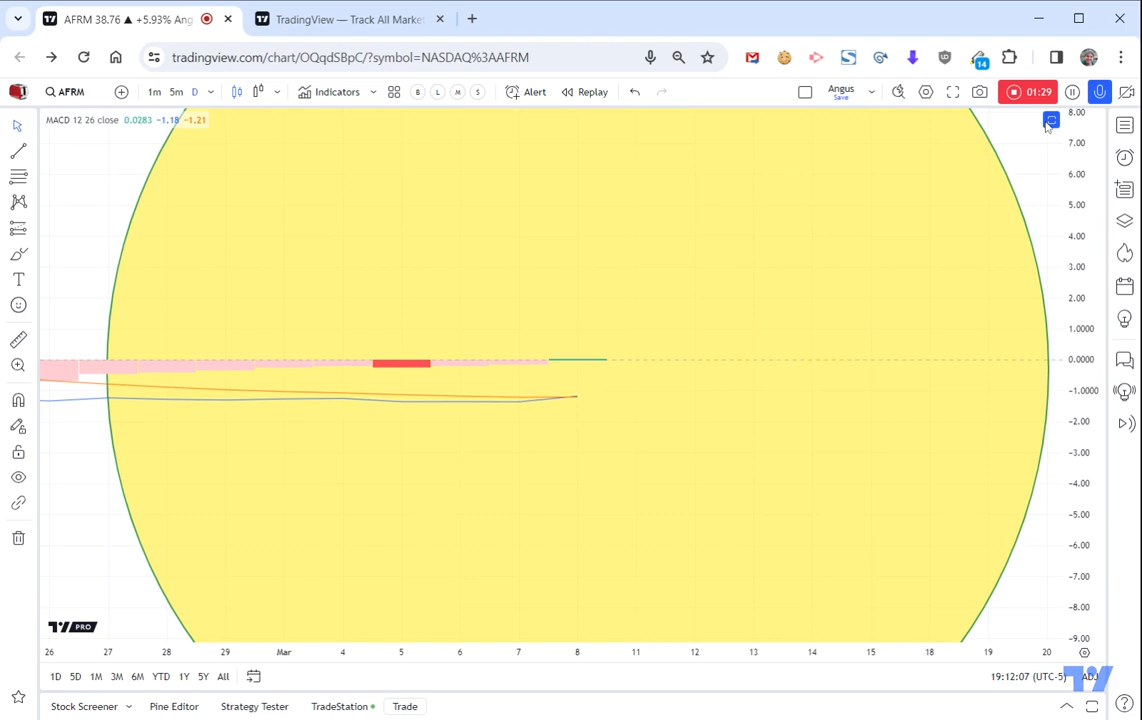 AFRM 38.76 ▲ +5.93% Ang
TradingView — Track All Market
tradingview.com/chart/OQqdSBpC/?symbol=NASDAQ%3AAFRM
14
AFRM
1m
5m
D
Indicators
B
L
M
S
Alert
Replay
Angus
Save
01:29
MACD 12 26 close 0.0283 −1.18 −1.21
8.00
7.00
6.00
5.00
4.00
3.00
2.00
1.0000
0.0000
−1.0000
−2.00
−3.00
−4.00
−5.00
−6.00
−7.00
−8.00
−9.00
PRO
26 27 28 29 Mar 4 5 6 7 8 11 12 13 14 15 18 19 20
1D 5D 1M 3M 6M YTD 1Y 5Y All
19:12:07 (UTC-5)
ADJ
Stock Screener
Pine Editor
Strategy Tester
TradeStation
Trade